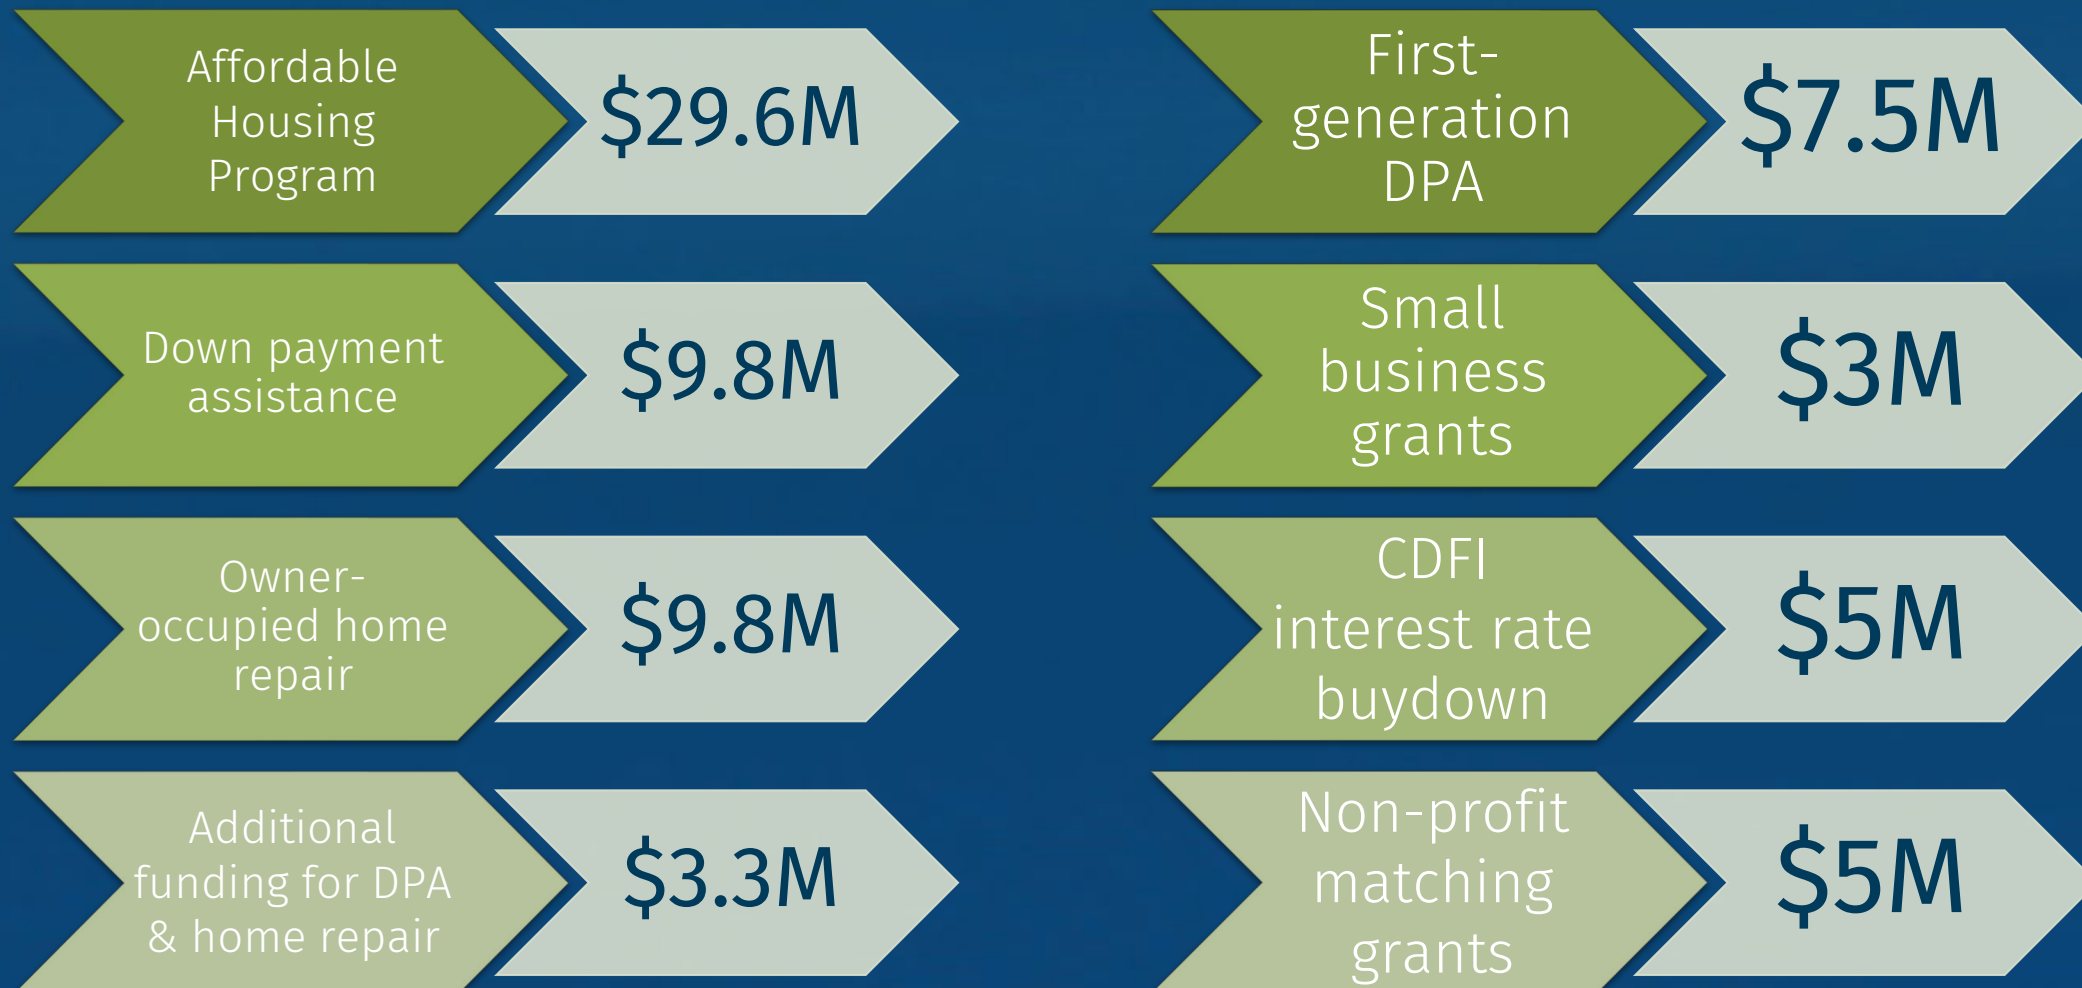 Affordable
Housing
Program
$29.6M
Down payment
assistance
$9.8M
Owner-
occupied home
repair
$9.8M
Additional
funding for DPA
& home repair
$3.3M
First-
generation
DPA
$7.5M
Small
business
grants
$3M
CDFI
interest rate
buydown
$5M
Non-profit
matching
grants
$5M